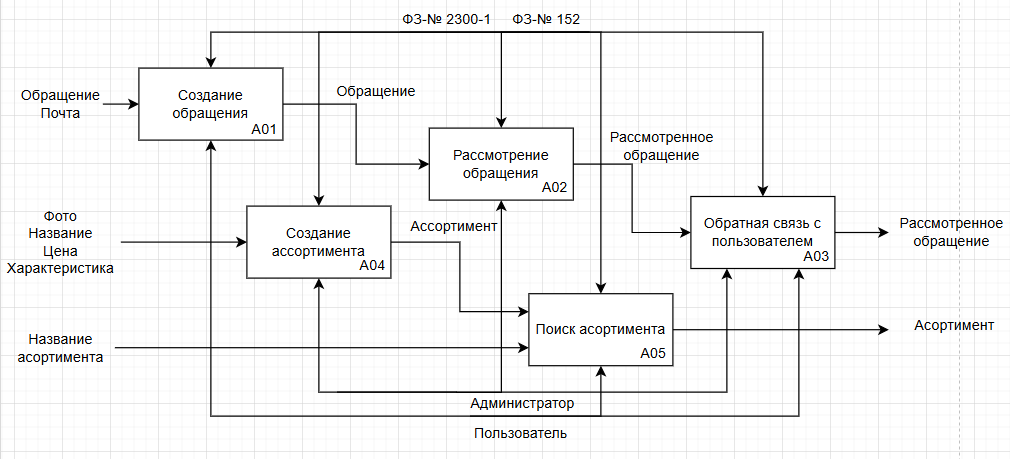 ФЗ-№ 2300-1 ФЗ-№ 152
Обращение
Почта
Создание
обращения
А01
Обращение
Рассмотрение
обращения
А02
Рассмотренное
обращение
Обратная связь с
пользователем
А03
Рассмотренное
обращение
Фото
Название
Цена
Характеристика
Создание
ассортимента
А04
Ассортимент
Название
асортимента
Поиск асортимента
А05
Асортимент
Администратор
Пользователь